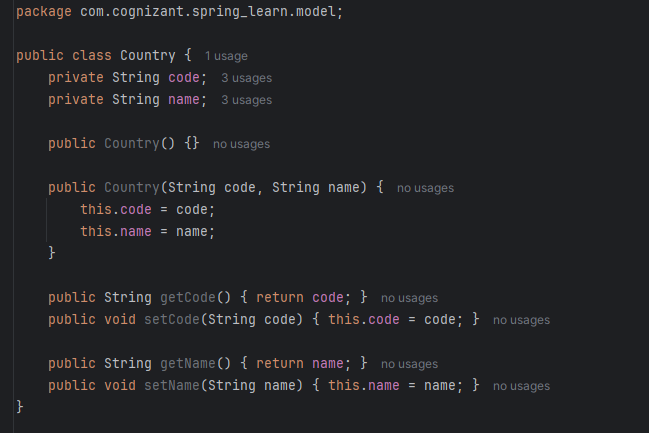 package com.cognizant.spring_learn.model;
public class Country { 1 usage
private String code; 3 usages
private String name; 3 usages
public Country() {} no usages
public Country(String code, String name) { no usages
this.code = code;
this.name = name;
}
public String getCode() { return code; } no usages
public void setCode(String code) { this.code = code; } no usages
public String getName() { return name; } no usages
public void setName(String name) { this.name = name; } no usages
}